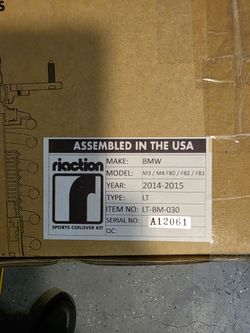 S
ASSEMBLED IN THE USA
riaction
SPORTS COILOVER KIT
MAKE: BMW
MODEL: M3 / M4 F80 / F82 / F83
YEAR: 2014-2015
TYPE: LT
ITEM NO: LT-BM-030
SERIAL NO: A12061
QC: